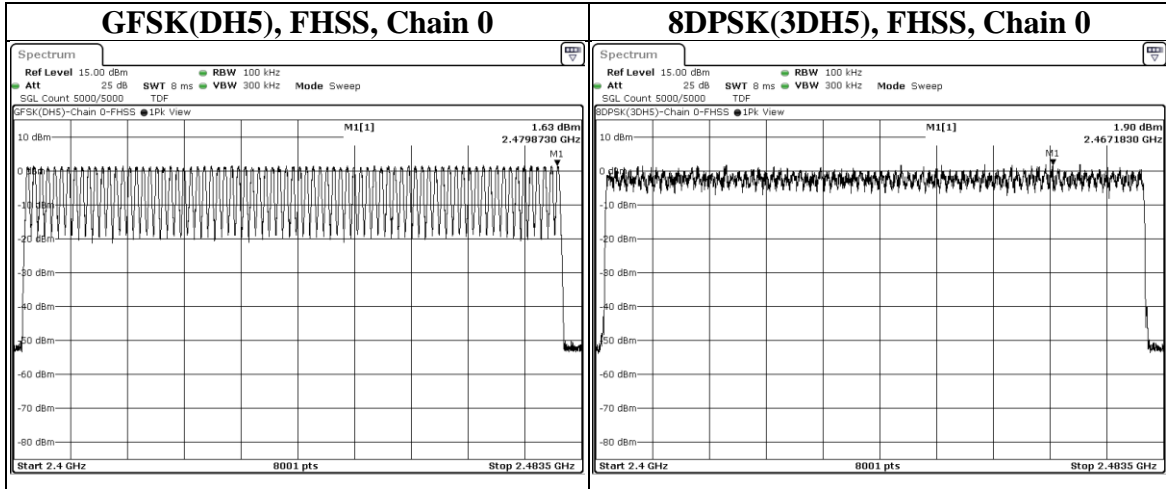 GFSK(DH5), FHSS, Chain 0
Spectrum
Ref Level 15.00 dBm RBW 100 kHz
Att 25 dB SWT 8 ms VBW 300 kHz Mode Sweep
SGL Count 5000/5000 TDF
GFSK(DH5)-Chain 0-FHSS 1Pk View
M1[1] 1.63 dBm
2.4798730 GHz
10 dBm
M1
0 dBm
-10 dBm
-20 dBm
-30 dBm
-40 dBm
-50 dBm
-60 dBm
-70 dBm
-80 dBm
Start 2.4 GHz 8001 pts Stop 2.4835 GHz
8DPSK(3DH5), FHSS, Chain 0
Spectrum
Ref Level 15.00 dBm RBW 100 kHz
Att 25 dB SWT 8 ms VBW 300 kHz Mode Sweep
SGL Count 5000/5000 TDF
8DPSK(3DH5)-Chain 0-FHSS 1Pk View
M1[1] 1.90 dBm
2.4671830 GHz
10 dBm
M1
0 dBm
-10 dBm
-20 dBm
-30 dBm
-40 dBm
-50 dBm
-60 dBm
-70 dBm
-80 dBm
Start 2.4 GHz 8001 pts Stop 2.4835 GHz